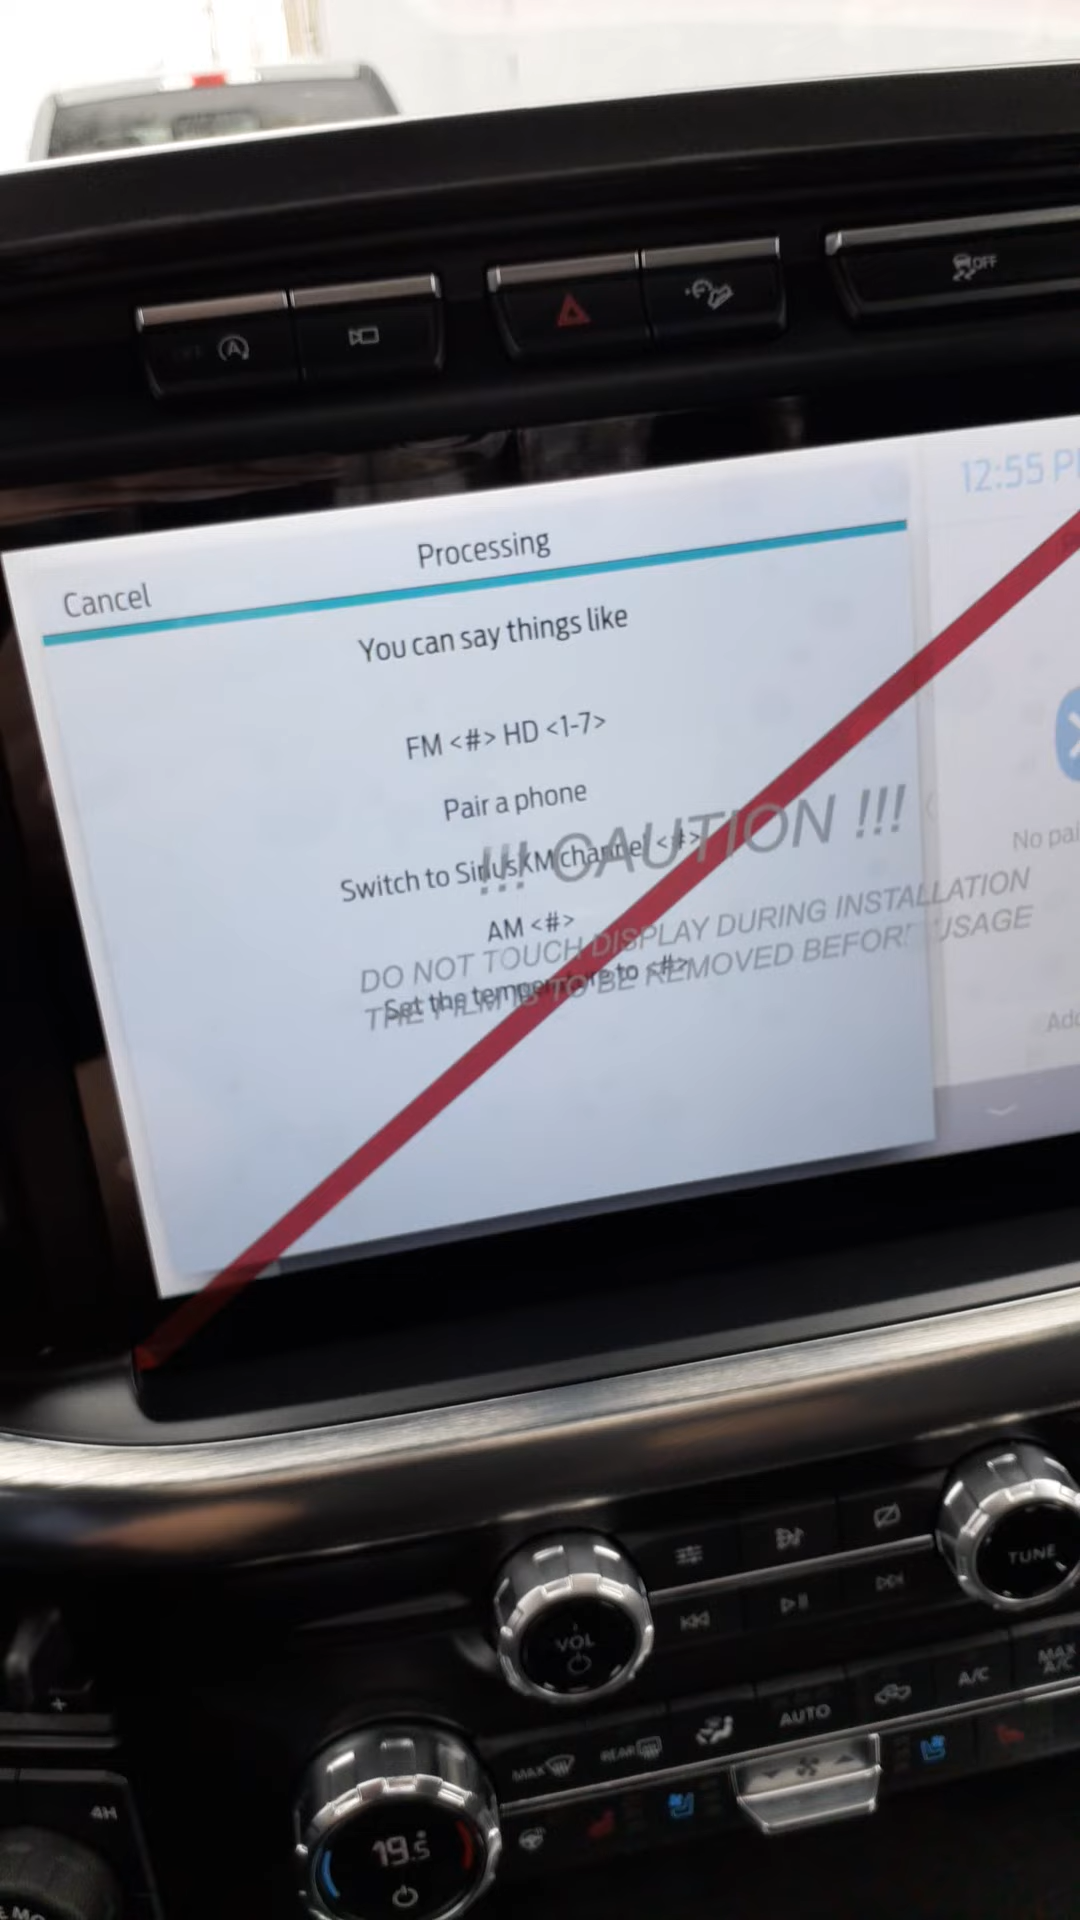 OFF
12:55
Processing
Cancel
You can say things like
FM <#> HD <1-7>
Pair a phone
!!! CAUTION !!!
No
Switch to SiriusXM channel <#>
AM <#>
DO NOT TOUCH DISPLAY DURING INSTALLATION
Set the temperature to <#>
THE FILM IS TO BE REMOVED BEFORE USAGE
TUNE
VOL
MAX A/C
A/C
AUTO
REAR
MAX
4H
19.5